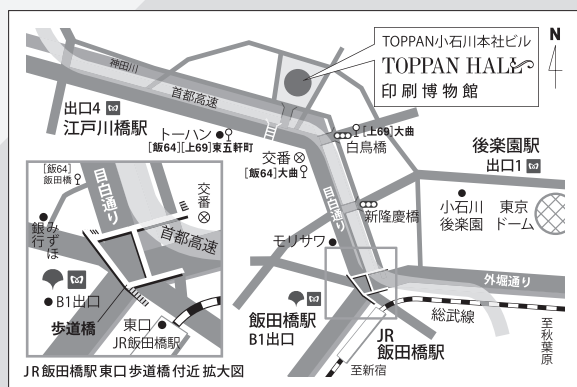 TOPPAN小石川本社ビル
TOPPAN HALL
印刷博物館
N
神田川
首都高速
出口4
江戸川橋駅
トーハン
[飯64][上69]東五軒町
交番
[飯64]大曲
[上69]大曲
白鳥橋
後楽園駅
出口1
目白通り
新隆慶橋
小石川
後楽園
東京
ドーム
モリサワ
外堀通り
飯田橋駅
B1出口
JR
飯田橋駅
総武線
至秋葉原
至新宿
[飯64]
飯田橋
目白通り
交番
みずほ
銀行
首都高速
B1出口
歩道橋
東口
JR飯田橋駅
JR飯田橋駅東口歩道橋付近 拡大図